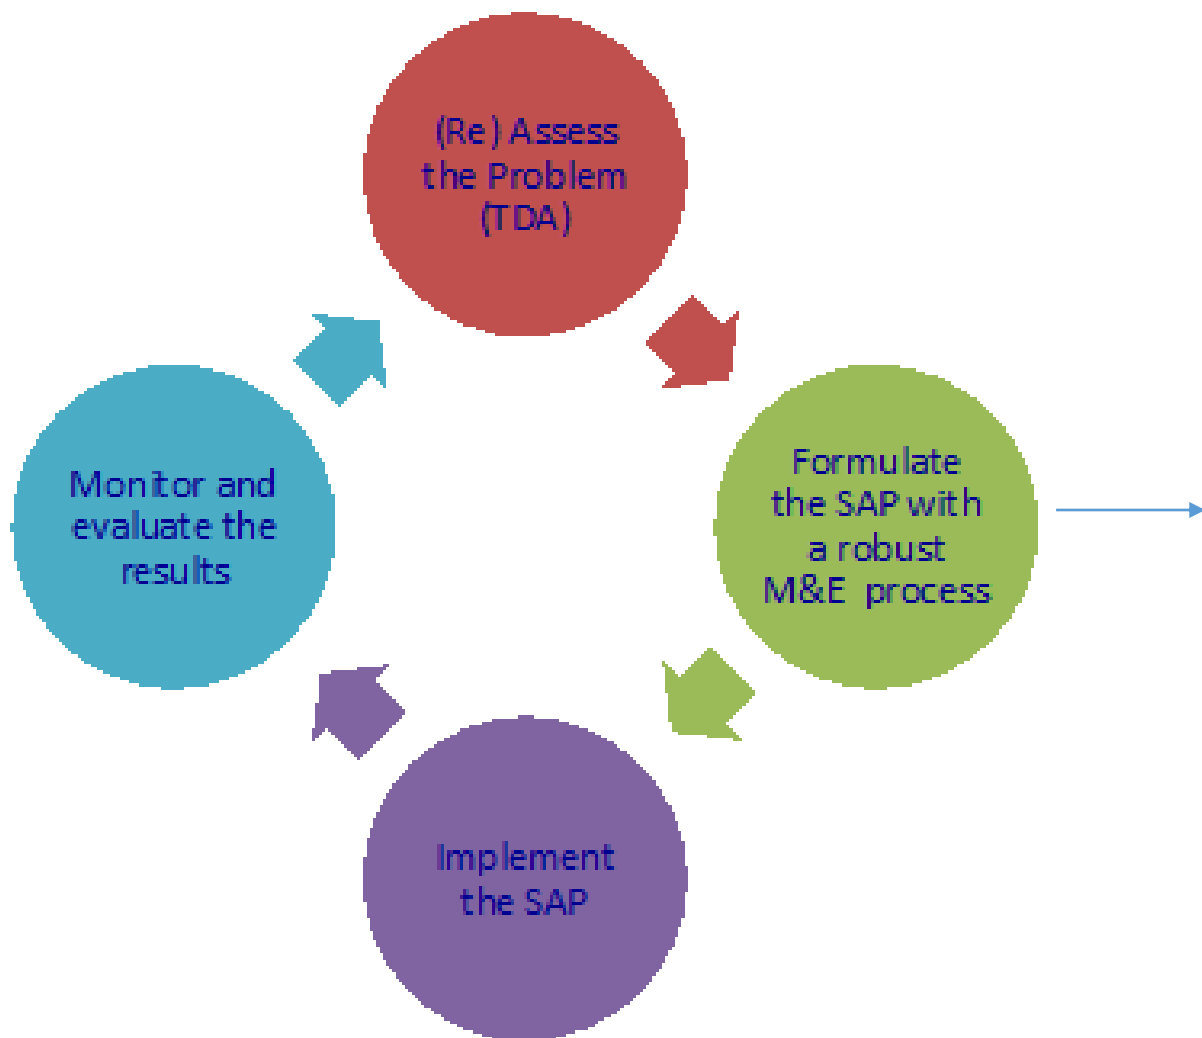 (Re) Assess
the Problem
(TDA)
Formulate
the SAP with
a robust
M&E process
Implement
the SAP
Monitor and
evaluate the
results